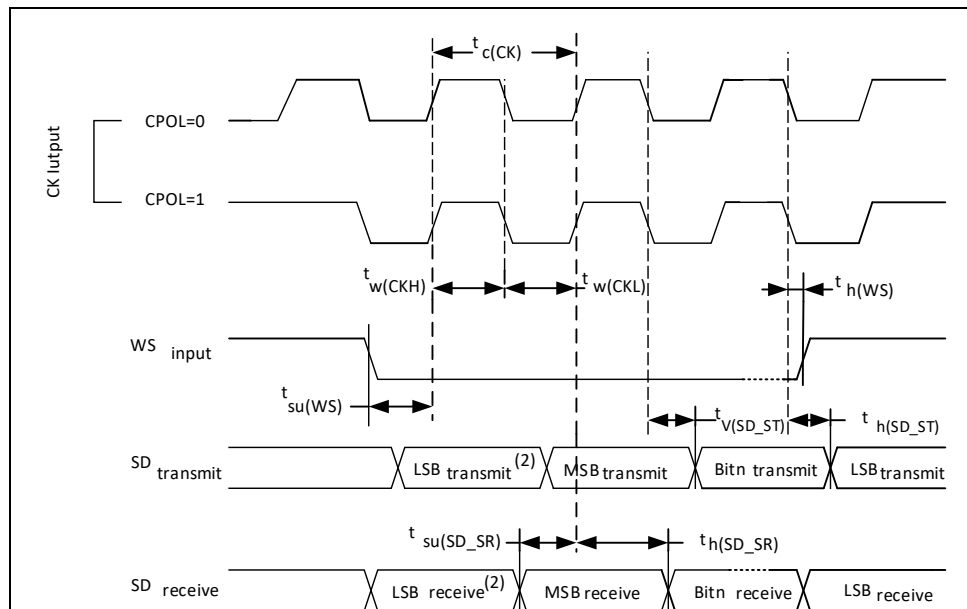 t c(CK)
CK Iutput
CPOL=0
CPOL=1
t w(CKH)
t w(CKL)
t h(WS)
WS input
t su(WS)
t V(SD_ST)
t h(SD_ST)
SD transmit
LSB transmit(2)
MSB transmit
Bitn transmit
LSB transmit
t su(SD_SR)
t h(SD_SR)
SD receive
LSB receive(2)
MSB receive
Bitn receive
LSB receive